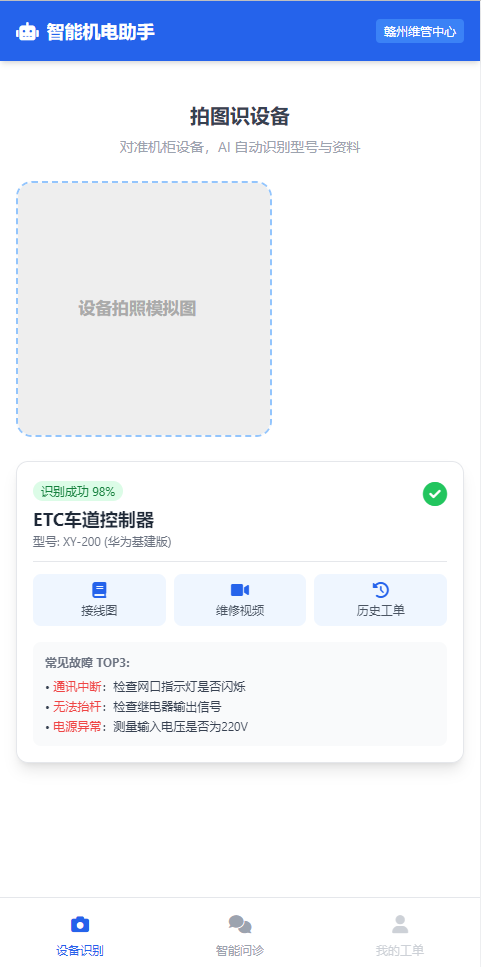 智能机电助手
赣州维管中心
拍图识设备
对准机柜设备，AI 自动识别型号与资料
设备拍照模拟图
识别成功 98%
ETC车道控制器
型号: XY-200 (华为基建版)
接线图
维修视频
历史工单
常见故障 TOP3:
• 通讯中断：检查网口指示灯是否闪烁
• 无法抬杆：检查继电器输出信号
• 电源异常：测量输入电压是否为220V
设备识别
智能问诊
我的工单